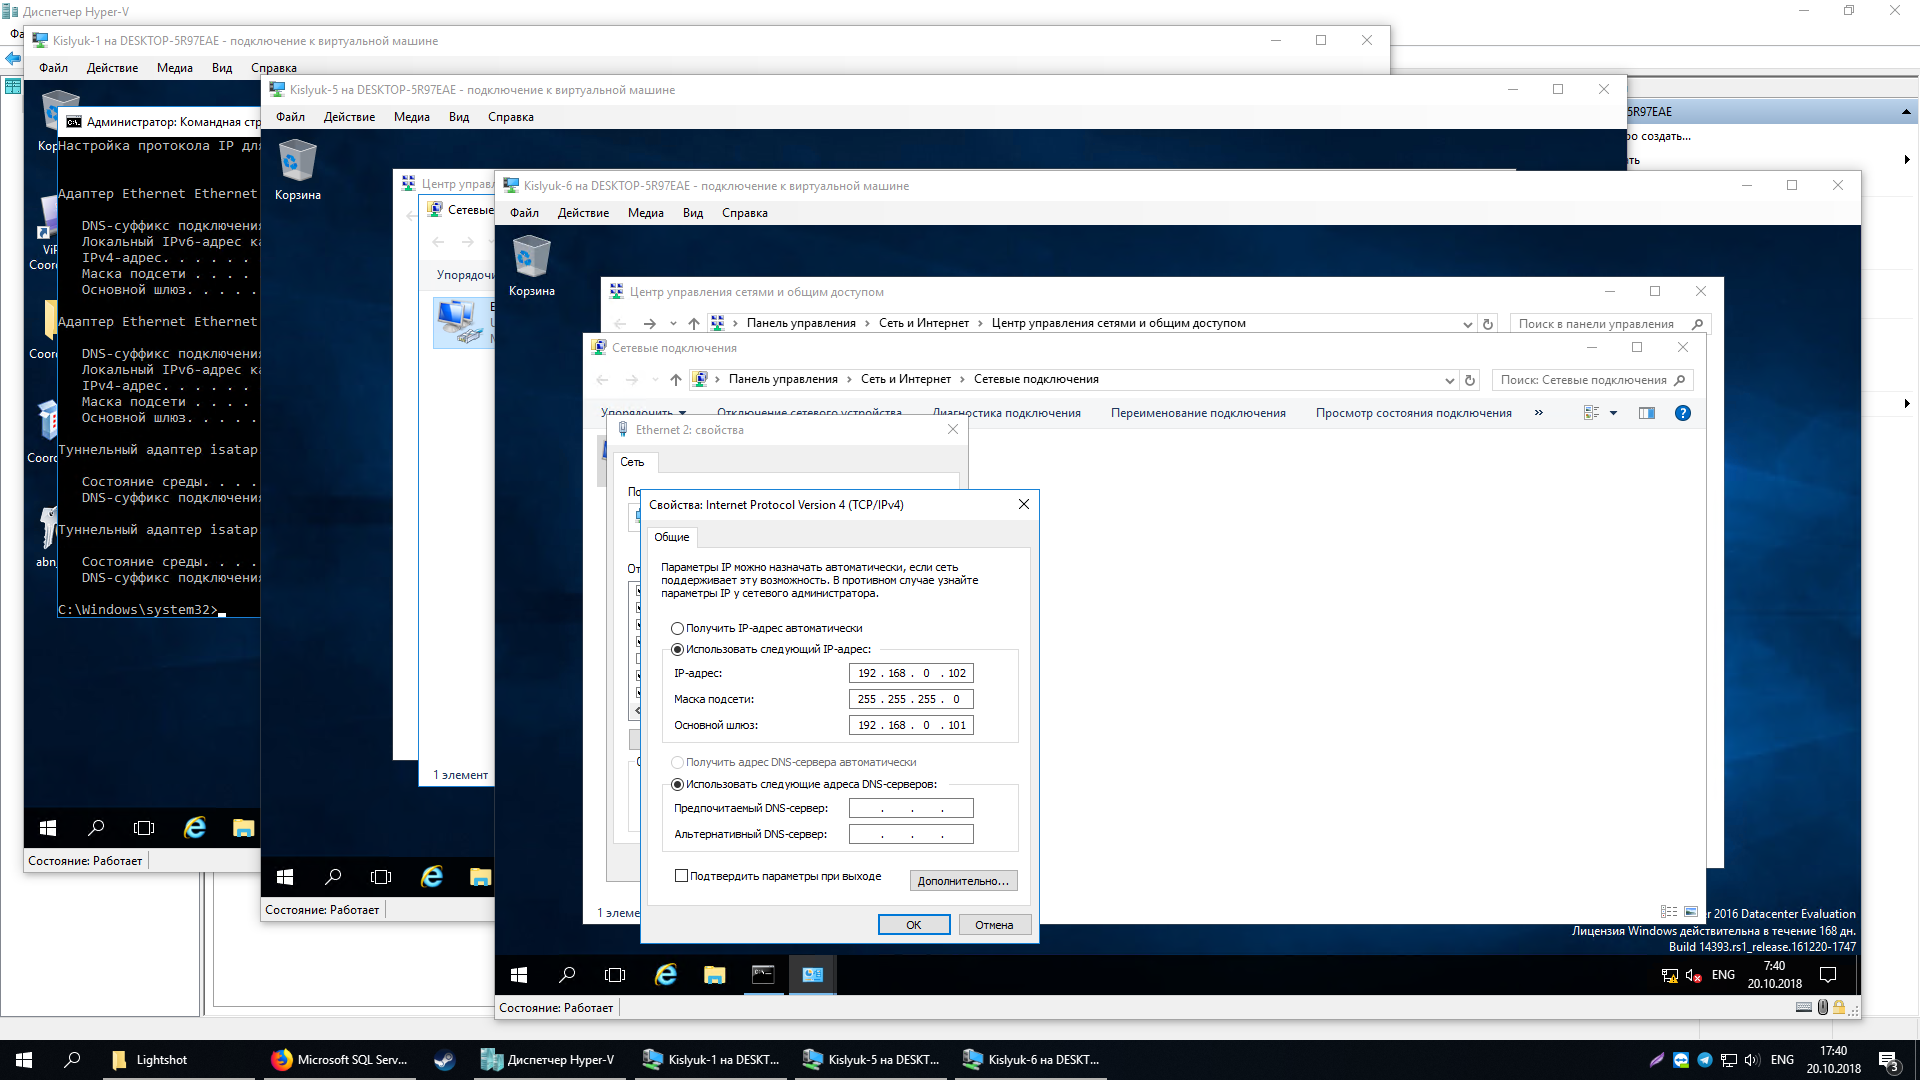 Диспетчер Hyper-V
Kislyuk-1 на DESKTOP-5R97EAE - подключение к виртуальной машине
Файл Действие Медиа Вид Справка
Администратор: Командная стр
Настройка протокола IP для
Адаптер Ethernet Ethernet
DNS-суффикс подключения
Локальный IPv6-адрес ка
IPv4-адрес. . . . . .
Маска подсети . . . .
Основной шлюз. . . . .
Адаптер Ethernet Ethernet
DNS-суффикс подключения
Локальный IPv6-адрес ка
IPv4-адрес. . . . . .
Маска подсети . . . .
Основной шлюз. . . . .
Туннельный адаптер isatap
Состояние среды. . . .
DNS-суффикс подключения
Туннельный адаптер isatap
Состояние среды. . . .
DNS-суффикс подключения
C:\Windows\system32>
Состояние: Работает
Kislyuk-5 на DESKTOP-5R97EAE - подключение к виртуальной машине
Файл Действие Медиа Вид Справка
Корзина
Центр управл
Сетевые
Упорядочи
1 элемент
Состояние: Работает
5R97EAE
ро создать...
Kislyuk-6 на DESKTOP-5R97EAE - подключение к виртуальной машине
Файл Действие Медиа Вид Справка
Корзина
Центр управления сетями и общим доступом
Панель управления > Сеть и Интернет > Центр управления сетями и общим доступом
Поиск в панели управления
Сетевые подключения
Панель управления > Сеть и Интернет > Сетевые подключения
Поиск: Сетевые подключения
Упорядочить Отключение сетевого устройства Диагностика подключения Переименование подключения Просмотр состояния подключения »
Ethernet 2: свойства
Сеть
Свойства: Internet Protocol Version 4 (TCP/IPv4)
Общие
Параметры IP можно назначать автоматически, если сеть
поддерживает эту возможность. В противном случае узнайте
параметры IP у сетевого администратора.
Получить IP-адрес автоматически
Использовать следующий IP-адрес:
IP-адрес: 192 . 168 . 0 . 102
Маска подсети: 255 . 255 . 255 . 0
Основной шлюз: 192 . 168 . 0 . 101
Получить адрес DNS-сервера автоматически
Использовать следующие адреса DNS-серверов:
Предпочитаемый DNS-сервер: . . .
Альтернативный DNS-сервер: . . .
Подтвердить параметры при выходе
Дополнительно...
OK Отмена
1 элеме
r 2016 Datacenter Evaluation
Лицензия Windows действительна в течение 168 дн.
Build 14393.rs1_release.161220-1747
ENG 7:40
20.10.2018
Состояние: Работает
Lightshot Microsoft SQL Serv... Диспетчер Hyper-V Kislyuk-1 на DESKT... Kislyuk-5 на DESKT... Kislyuk-6 на DESKT...
ENG 17:40
20.10.2018
3